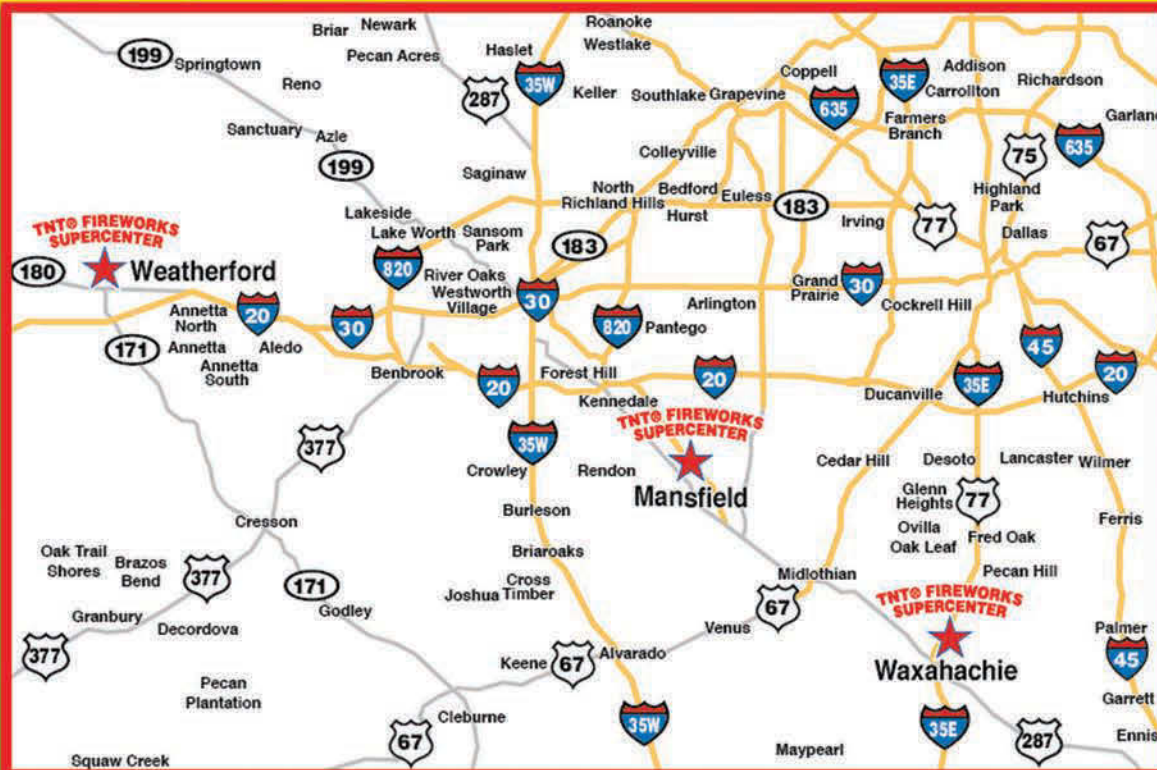 Roanoke
Newark
Briar
Westlake
Haslet
Pecan Acres
199
Springtown
Addison
Coppell
35E
Richardson
35W
Reno
Keller
287
Southlake
Grapevine
Carrollton
635
Farmers
Branch
Garland
Sanctuary
Azle
75
635
Colleyville
199
Saginaw
North
Richland Hills
Bedford
Euless
Hurst
183
Highland
Park
Lakeside
Lake Worth
Sansom
Park
Irving
77
Dallas
67
TNT® FIREWORKS
SUPERCENTER
183
180
Weatherford
820
River Oaks
Westworth
Village
30
Grand
Prairie
30
Arlington
Cockrell Hill
Annetta
North
20
30
820
Pantego
171
Annetta
Aledo
Annetta
South
45
Benbrook
20
Forest Hill
20
35E
20
Kennedale
Ducanville
Hutchins
TNT® FIREWORKS
SUPERCENTER
377
35W
Crowley
Rendon
Mansfield
Cedar Hill
Desoto
Lancaster
Wilmer
Glenn
Heights
77
Burleson
Cresson
Ferris
Ovilla
Oak Leaf
Fred Oak
Oak Trail
Shores
Brazos
Bend
377
Briaroaks
171
Midlothian
Pecan Hill
Cross
Timber
Joshua
TNT® FIREWORKS
SUPERCENTER
Granbury
Godley
67
Decordova
Venus
Palmer
377
Keene
67
Alvarado
Waxahachie
45
Pecan
Plantation
Garrett
Cleburne
35W
35E
67
287
Ennis
Maypearl
Squaw Creek